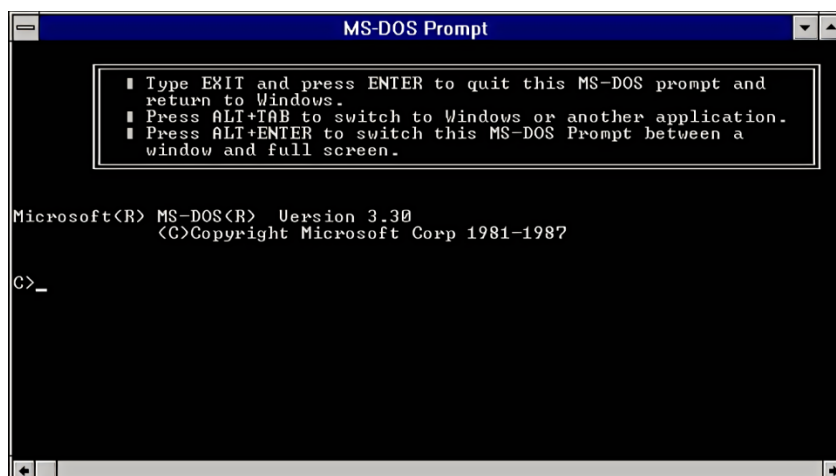 MS-DOS Prompt
Type EXIT and press ENTER to quit this MS-DOS prompt and
return to Windows.
Press ALT+TAB to switch to Windows or another application.
Press ALT+ENTER to switch this MS-DOS Prompt between a
window and full screen.
Microsoft(R) MS-DOS(R) Version 3.30
(C)Copyright Microsoft Corp 1981-1987
C>_